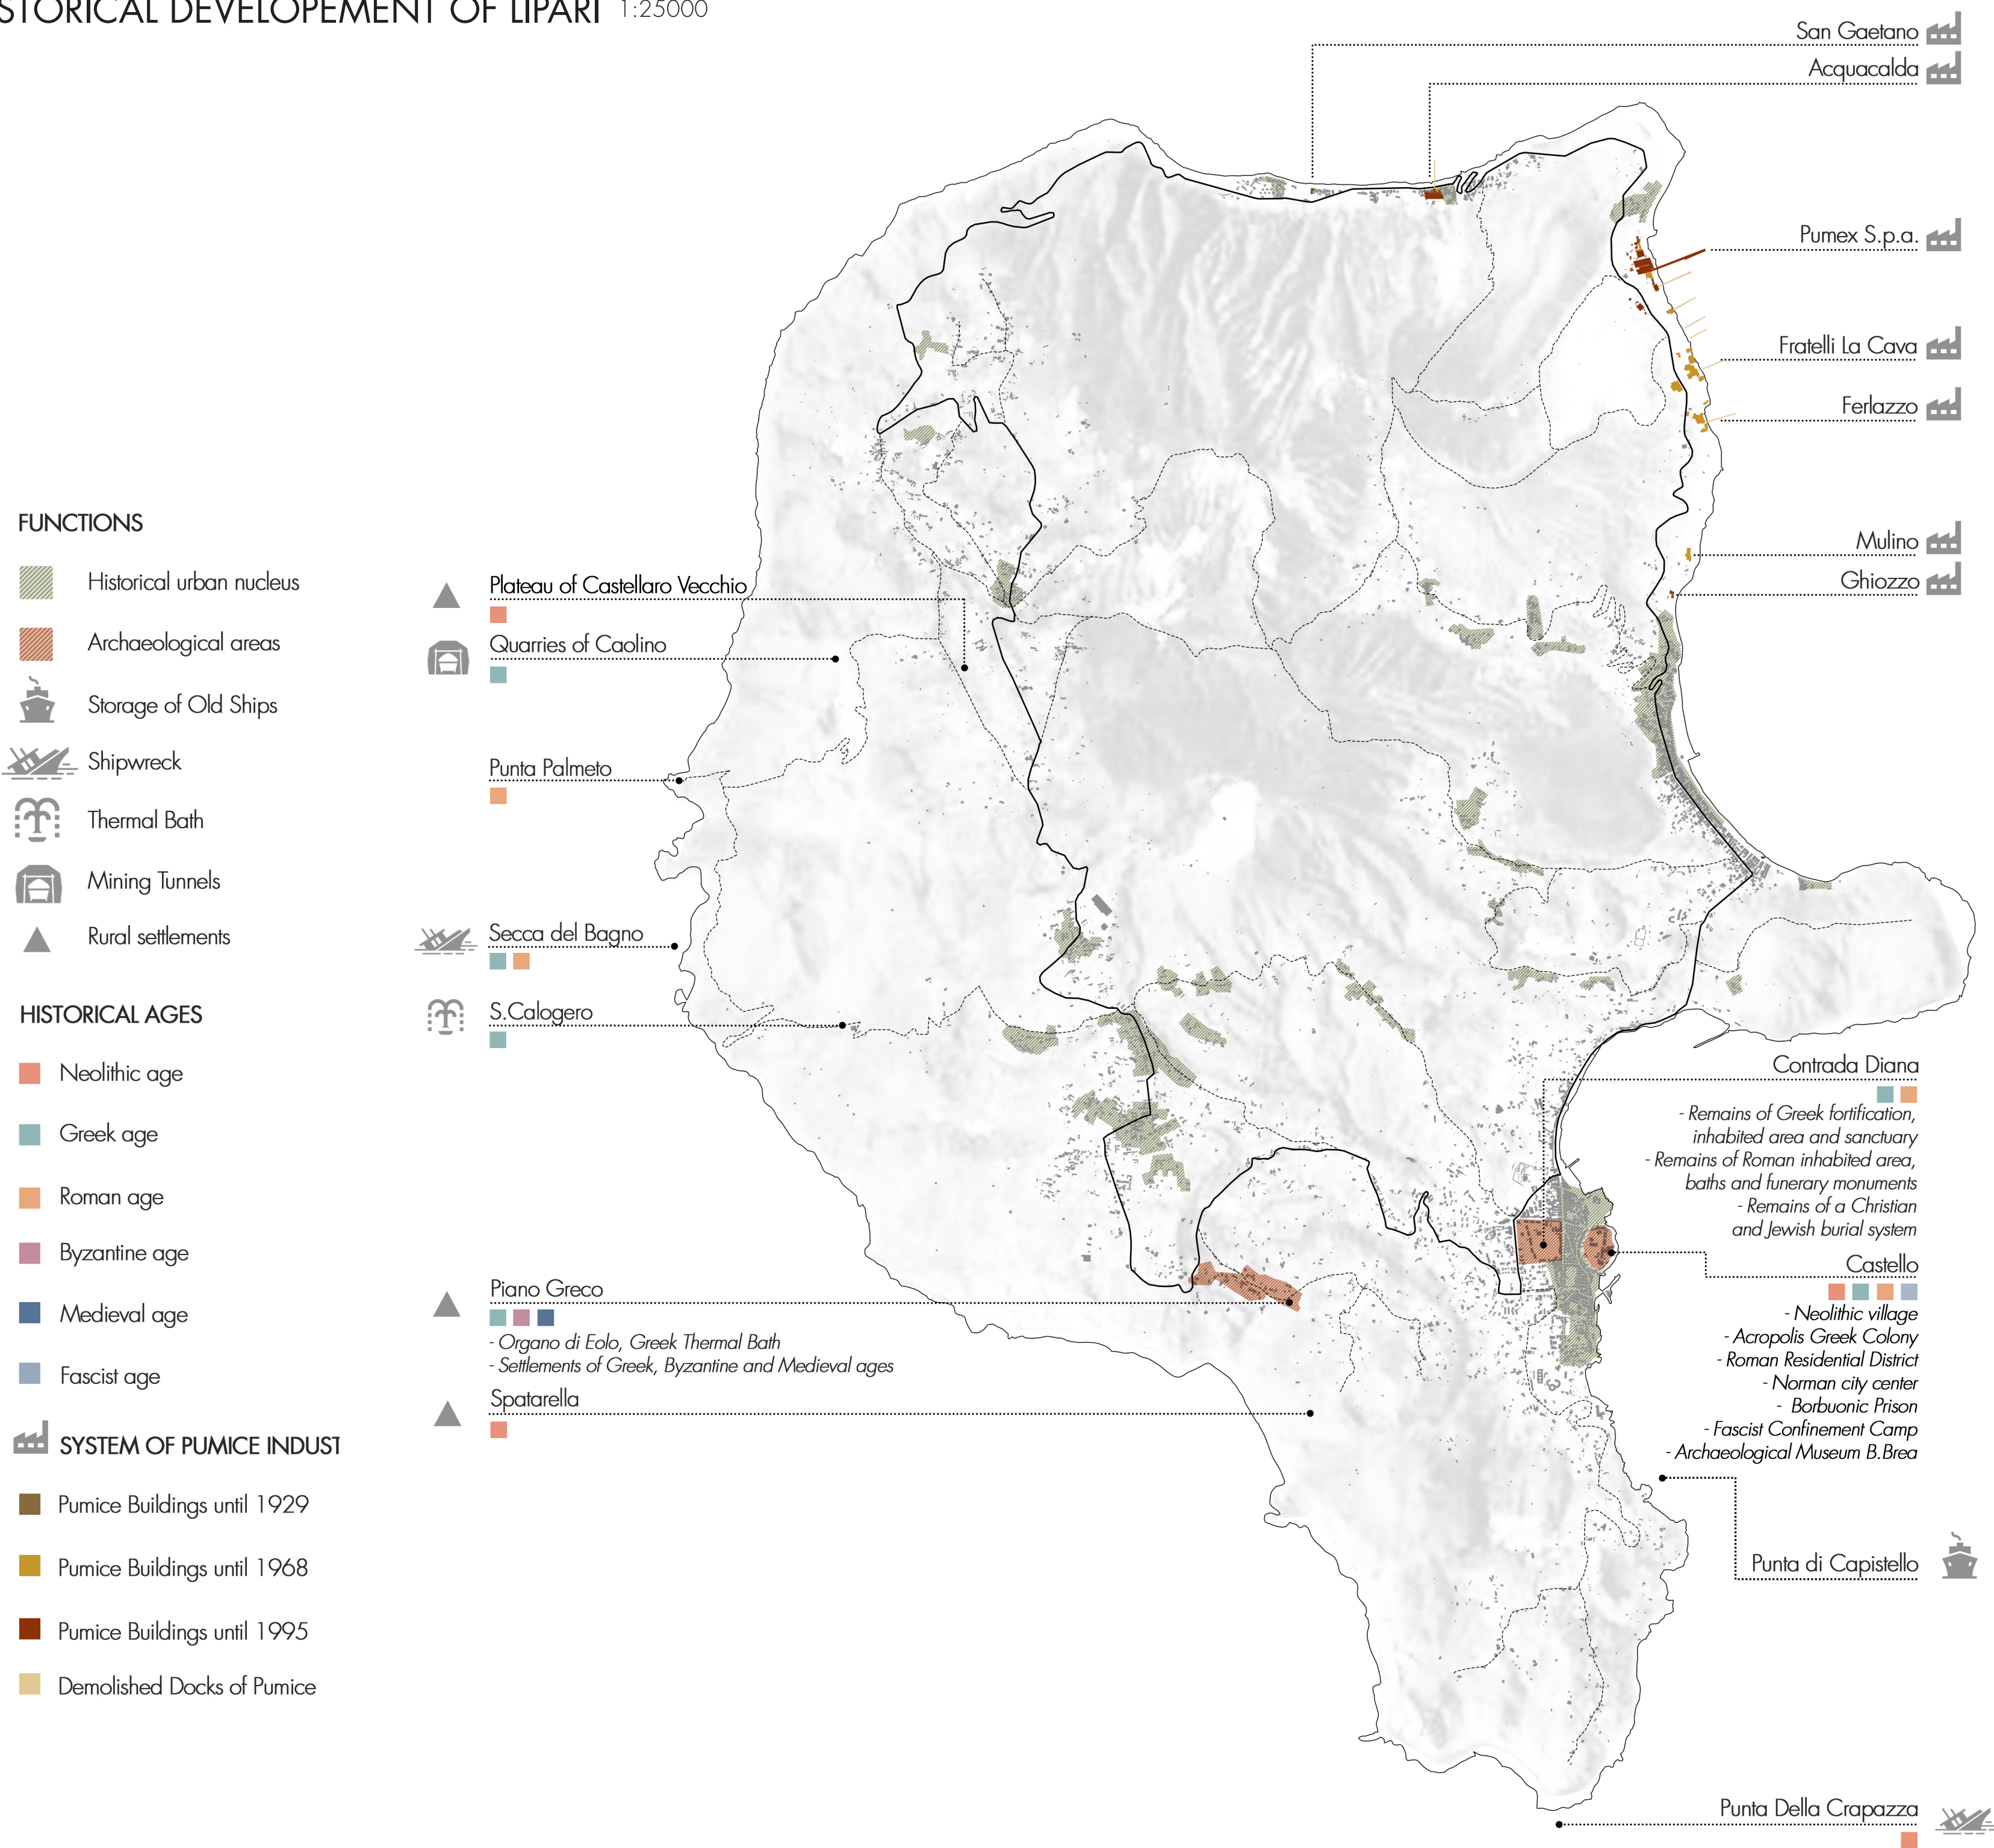 STORICAL DEVELOPEMENT OF LIPARI 1:25000
San Gaetano
Acquacalda
Pumex S.p.a.
Fratelli La Cava
Ferlazzo
Mulino
Ghiozzo
FUNCTIONS
Historical urban nucleus
Archaeological areas
Storage of Old Ships
Shipwreck
Thermal Bath
Mining Tunnels
Rural settlements
HISTORICAL AGES
Neolithic age
Greek age
Roman age
Byzantine age
Medieval age
Fascist age
SYSTEM OF PUMICE INDUST
Pumice Buildings until 1929
Pumice Buildings until 1968
Pumice Buildings until 1995
Demolished Docks of Pumice
Plateau of Castellaro Vecchio
Quarries of Caolino
Punta Palmeto
Secca del Bagno
S.Calogero
Piano Greco
- Organo di Eolo, Greek Thermal Bath
- Settlements of Greek, Byzantine and Medieval ages
Spatarella
Contrada Diana
- Remains of Greek fortification,
inhabited area and sanctuary
- Remains of Roman inhabited area,
baths and funerary monuments
- Remains of a Christian
and Jewish burial system
Castello
- Neolithic village
- Acropolis Greek Colony
- Roman Residential District
- Norman city center
- Borbuonic Prison
- Fascist Confinement Camp
- Archaeological Museum B.Brea
Punta di Capistello
Punta Della Crapazza